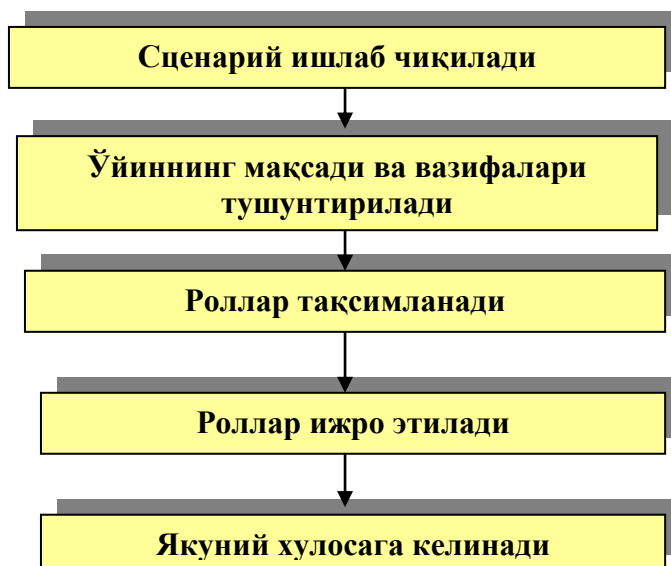 Сценарий ишлаб чиқилади
Ўйиннинг мақсади ва вазифалари
тушунтирилади
Роллар тақсимланади
Роллар ижро этилади
Якуний хулосага келинади